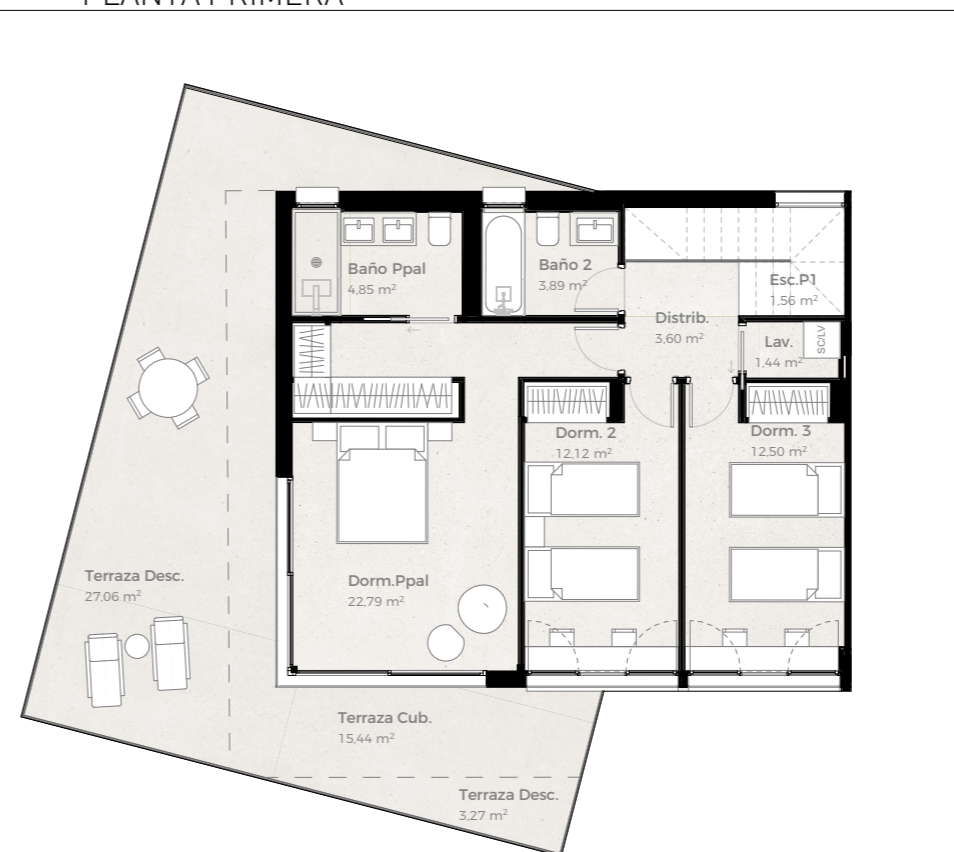 PLANTA PRIMERA
Baño Ppal
4,85 m²
Baño 2
3,89 m²
Esc.P1
1,56 m²
Distrib.
3,60 m²
Lav.
1,44 m²
SC/LV
Dorm. 2
12,12 m²
Dorm. 3
12,50 m²
Terraza Desc.
27,06 m²
Dorm.Ppal
22,79 m²
Terraza Cub.
15,44 m²
Terraza Desc.
3,27 m²